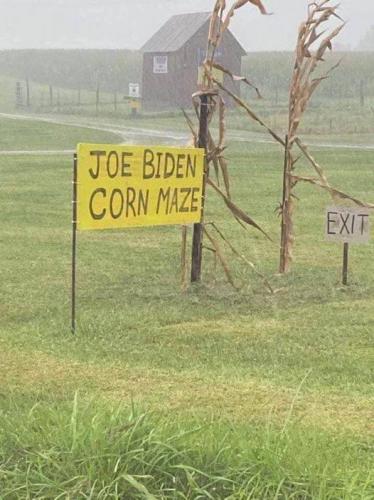 JOE BIDEN
CORN MAZE
EXIT